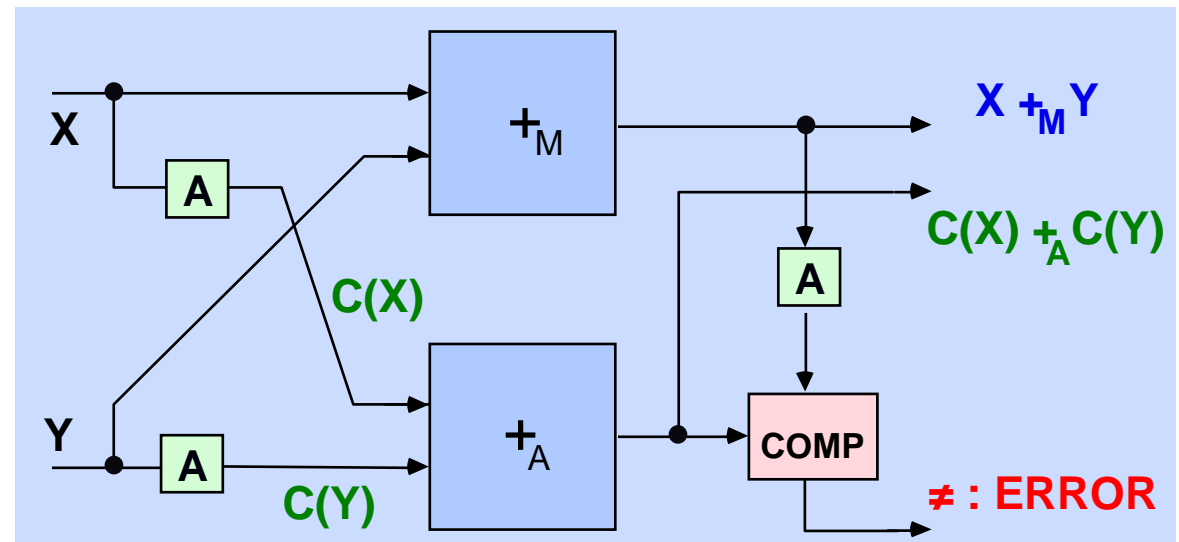 X
+M
X +M Y
A
C(X) +A C(Y)
C(X)
A
Y
+A
COMP
A
C(Y)
≠ : ERROR